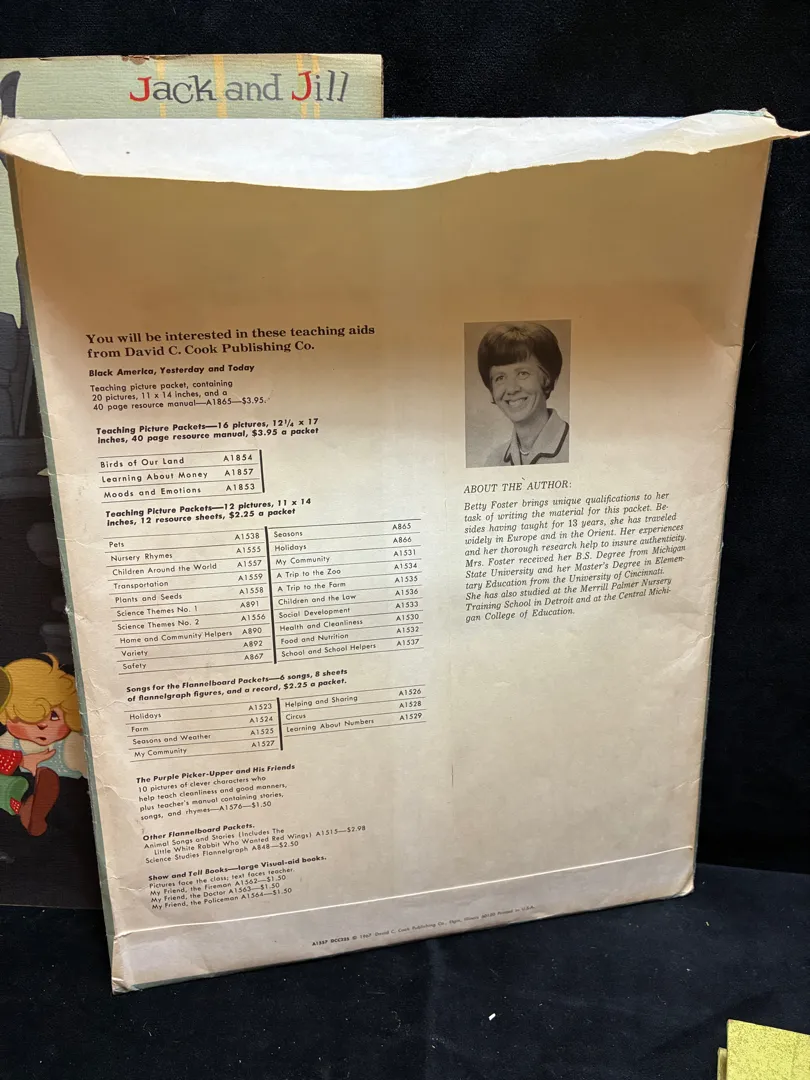 Jack and Jill
You will be interested in these teaching aids
from David C. Cook Publishing Co.
Black America, Yesterday and Today
Teaching picture packet, containing
20 pictures, 11 x 14 inches, and a
40 page resource manual—A1865—$3.95.
Teaching Picture Packets—16 pictures, 12¼ x 17
inches, 40 page resource manual, $3.95 a packet
Birds of Our Land A1854
Learning About Money A1857
Moods and Emotions A1853
Teaching Picture Packets—12 pictures, 11 x 14
inches, 12 resource sheets, $2.25 a packet
Pets A1538
Nursery Rhymes A1555
Children Around the World A1557
Transportation A1559
Plants and Seeds A1558
Science Themes No. 1 A891
Science Themes No. 2 A1556
Home and Community Helpers A890
Variety A892
Safety A867
Seasons A865
Holidays A866
My Community A1531
A Trip to the Zoo A1534
A Trip to the Farm A1535
Children and the Law A1536
Social Development A1533
Health and Cleanliness A1530
Food and Nutrition A1532
School and School Helpers A1537
Songs for the Flannelboard Packets—6 songs, 8 sheets
of flannelgraph figures, and a record, $2.25 a packet.
Holidays A1523
Farm A1524
Seasons and Weather A1525
My Community A1527
Helping and Sharing A1526
Circus A1528
Learning About Numbers A1529
The Purple Picker-Upper and His Friends
10 pictures of clever characters who
help teach cleanliness and good manners,
plus teacher's manual containing stories,
songs, and rhymes—A1576—$1.50
Other Flannelboard Packets.
Animal Songs and Stories (Includes The
Little White Rabbit Who Wanted Red Wings) A1515—$2.98
Science Studies Flannelgraph A848—$2.50
Show and Tell Books—large Visual-aid books.
Pictures face the class; text faces teacher.
My Friend, the Fireman A1562—$1.50
My Friend, the Doctor A1563—$1.50
My Friend, the Policeman A1564—$1.50
ABOUT THE AUTHOR:
Betty Foster brings unique qualifications to her
task of writing the material for this packet. Be-
sides having taught for 13 years, she has traveled
widely in Europe and in the Orient. Her experiences
and her thorough research help to insure authenticity.
Mrs. Foster received her B.S. Degree from Michigan
State University and her Master's Degree in Elemen-
tary Education from the University of Cincinnati.
She has also studied at the Merrill Palmer Nursery
Training School in Detroit and at the Central Michi-
gan College of Education.
A1557 © 1967 David C. Cook Publishing Co., Elgin, Illinois 60120 Printed in U.S.A.